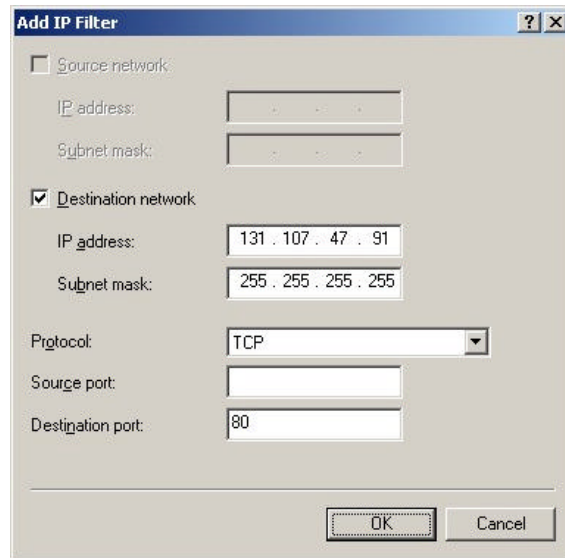 Add IP Filter
Source network
IP address: . . .
Subnet mask: . . .
Destination network
IP address: 131 . 107 . 47 . 91
Subnet mask: 255 . 255 . 255 . 255
Protocol: TCP
Source port:
Destination port: 80
OK Cancel